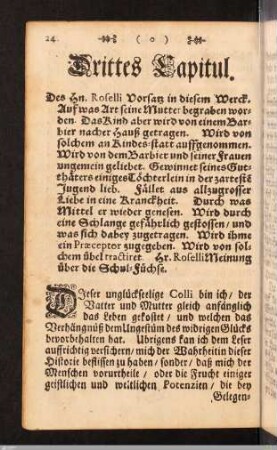 24. ( o )
Drittes Capitul.
Des Hn. Roselli Vorsatz in diesem Werck.
Auf was Art seine Mutter begraben wor-
den. Das Kind aber wird von einem Bar-
bier nacher Hauß getragen. Wird von
solchem an Kindes-statt auffgenommen.
Wird von dem Barbier und seiner Frauen
ungemein geliebet. Gewinnet seines Gut-
thäters einiges Töchterlein in der zartesten
Jugend lieb. Fället aus allzugrosser
Liebe in eine Kranckheit. Durch was
Mittel er wieder genesen. Wird durch
eine Schlange gefährlich gestossen/ und
was sich dabey zugetragen. Wird ihme
ein Præceptor zugegeben. Wird von sol-
chem übel tractiret. Hr. Roselli Meinung
über die Schul-Füchse.
Dieser unglückseelige Colli bin ich/ der
Vatter und Mutter gleich anfänglich
das Leben gekostet/ und welchen das
Verhängnüß dem Ungestüm des widrigen Glücks
bevorbehalten hat. Ubrigens kan ich dem Leser
auffrichtig versichern/ mich der Wahrheit in dieser
Historie beflissen zu haben/ sonder/ daß mich der
Menschen vorurtheile/ oder die Frucht einiger
geistlichen und weltlichen Potenzien/ die bey
Gelegen-